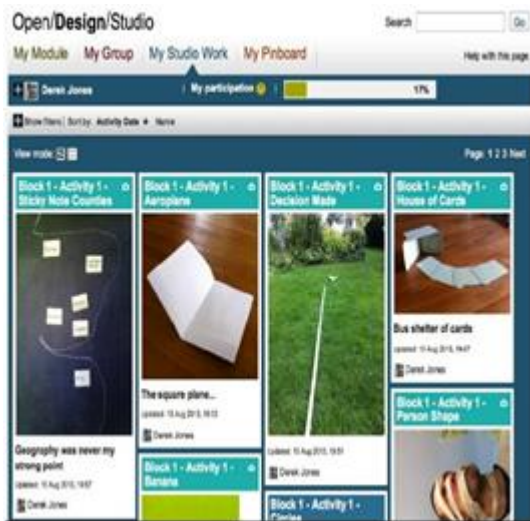 Open/Design/Studio
Search
Go
My Module My Group My Studio Work My Pinboard
Help with this page
Derek Jones
My participation
17%
Show filters Sort by: Activity Date Name
View mode:
Page: 1 2 3 Next
Block 1 - Activity 1 -
Sticky Note Counties
Geography was never my
strong point
Derek Jones
Block 1 - Activity 1 -
Aeroplane
The square plane...
Derek Jones
Block 1 - Activity 1 -
Banana
Block 1 - Activity 1 -
Decision Made
Derek Jones
Block 1 - Activity 1 -
Circles
Block 1 - Activity 1 -
House of Cards
Bus shelter of cards
Derek Jones
Block 1 - Activity 1 -
Person Shape